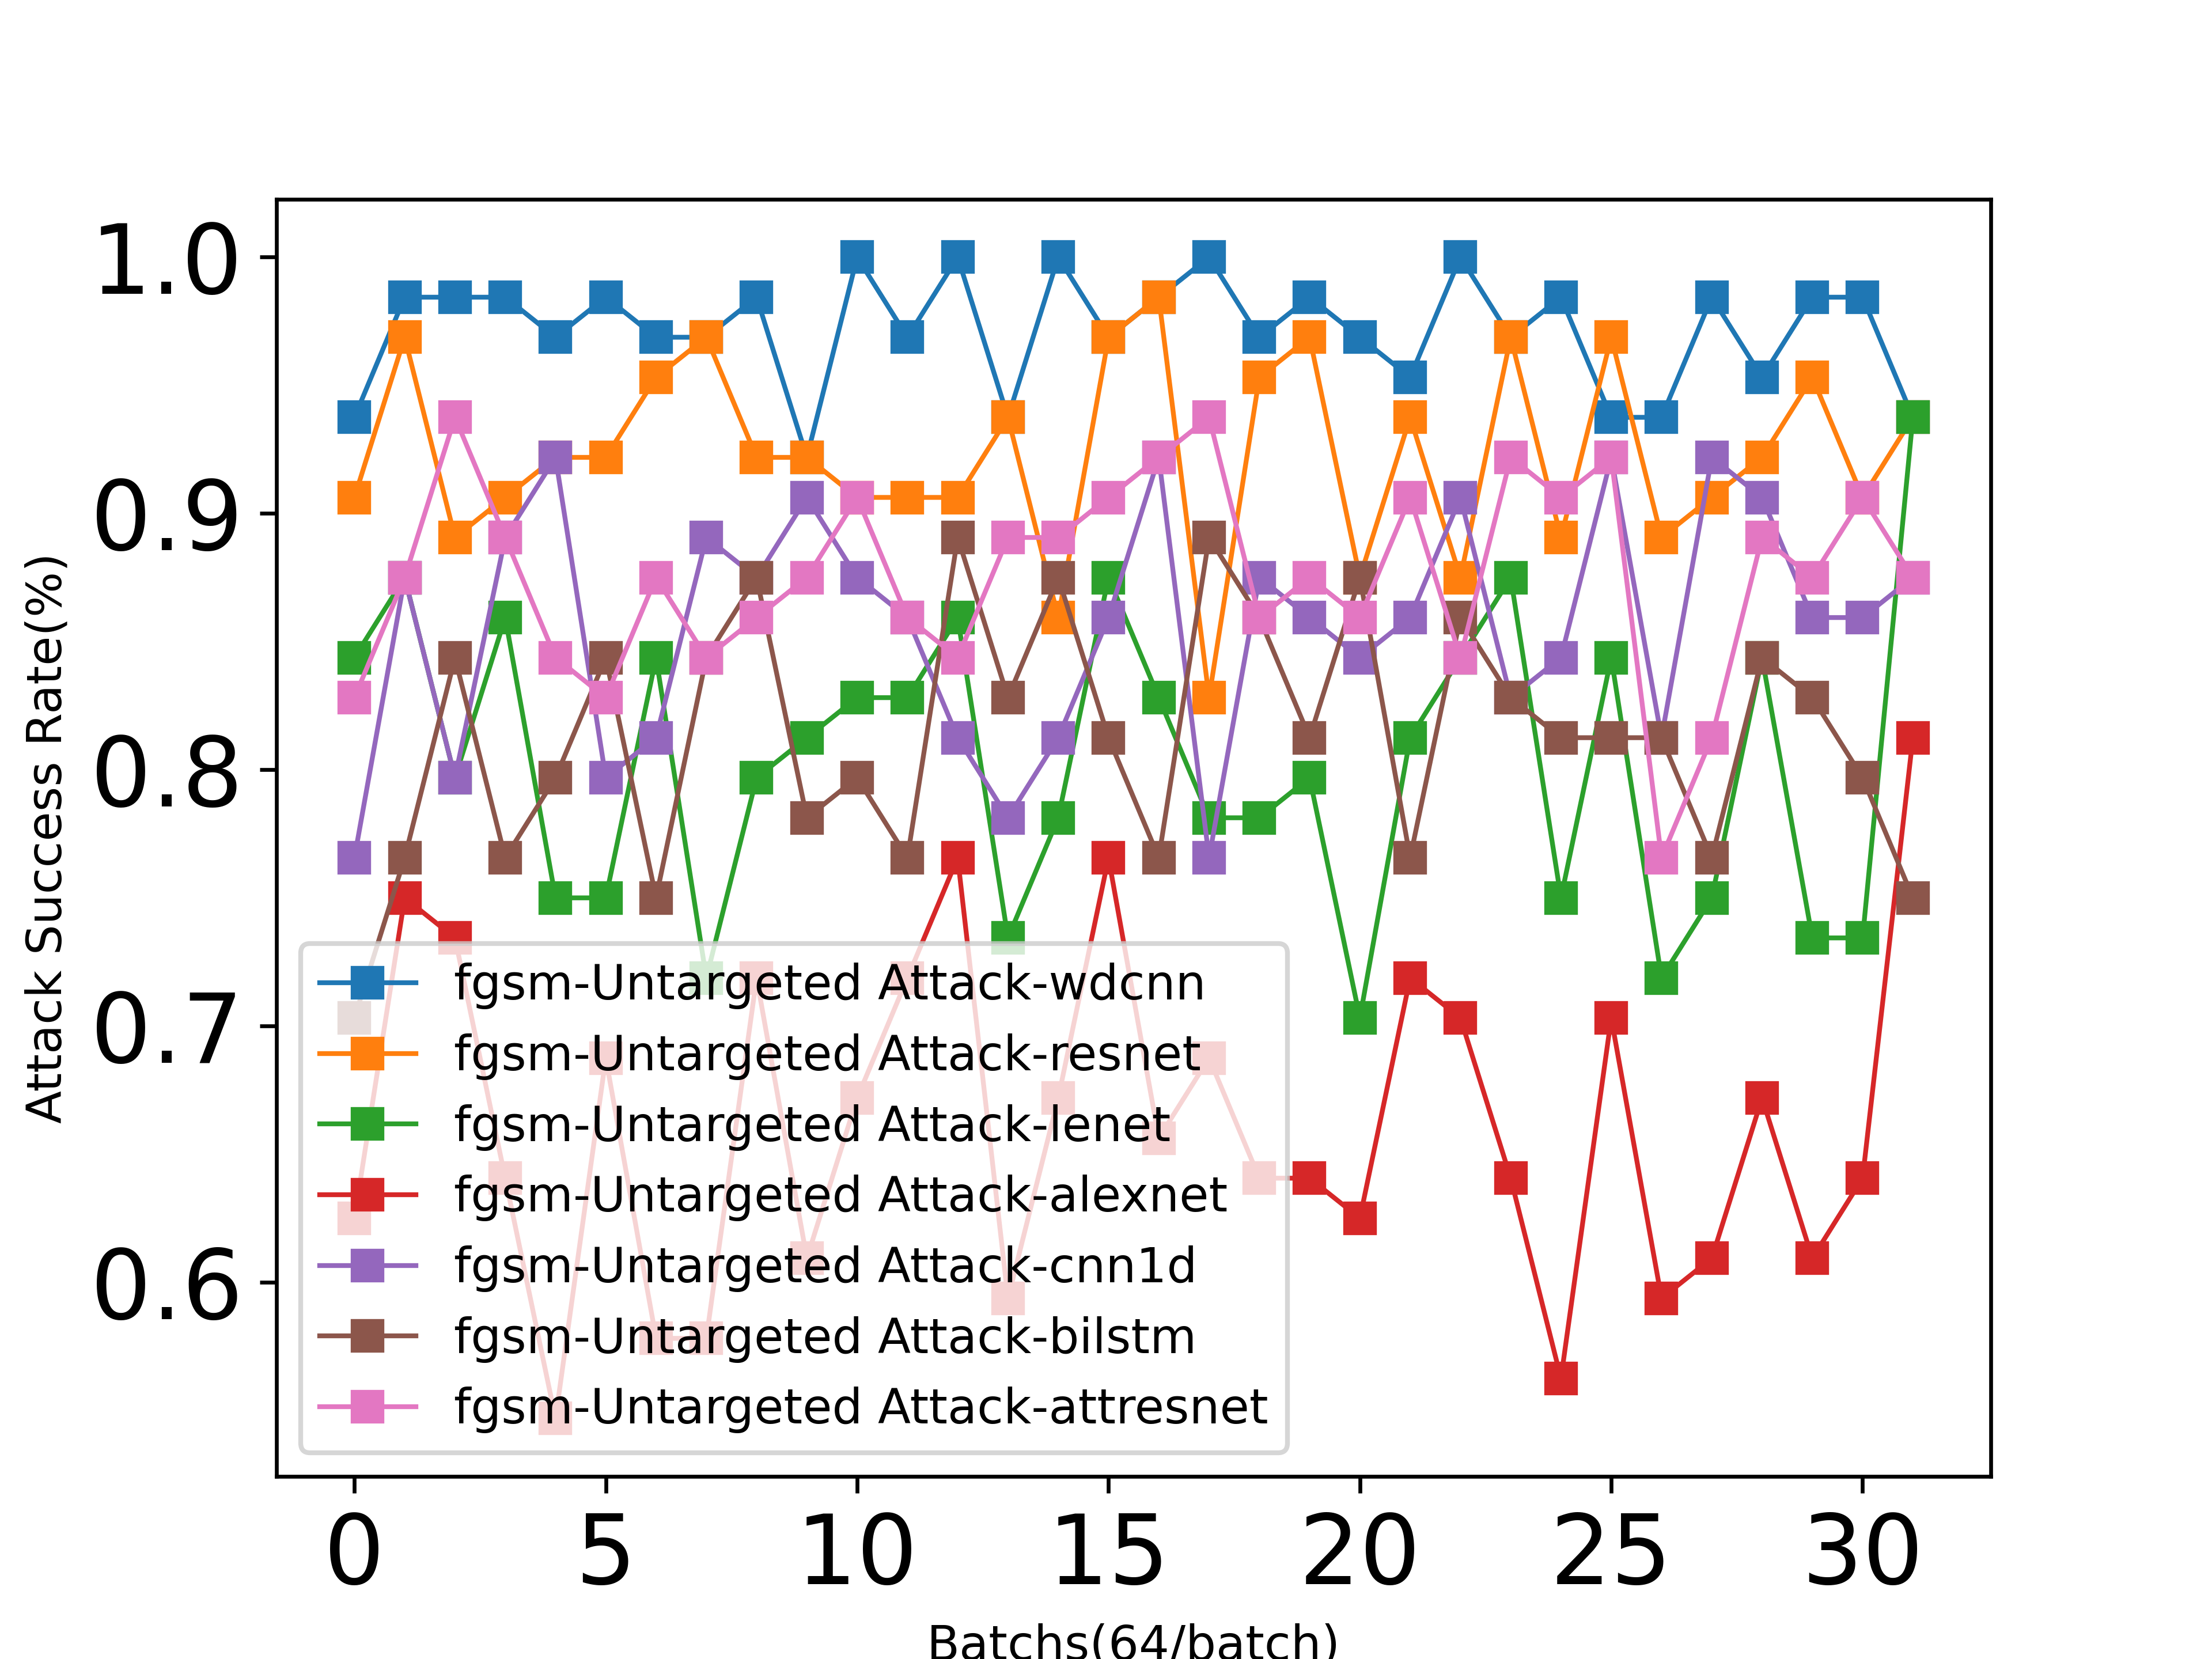 1.0
0.9
0.8
0.7
0.6
Attack Success Rate(%)
fgsm-Untargeted Attack-wdcnn
fgsm-Untargeted Attack-resnet
fgsm-Untargeted Attack-lenet
fgsm-Untargeted Attack-alexnet
fgsm-Untargeted Attack-cnn1d
fgsm-Untargeted Attack-bilstm
fgsm-Untargeted Attack-attresnet
0 5 10 15 20 25 30
Batchs(64/batch)